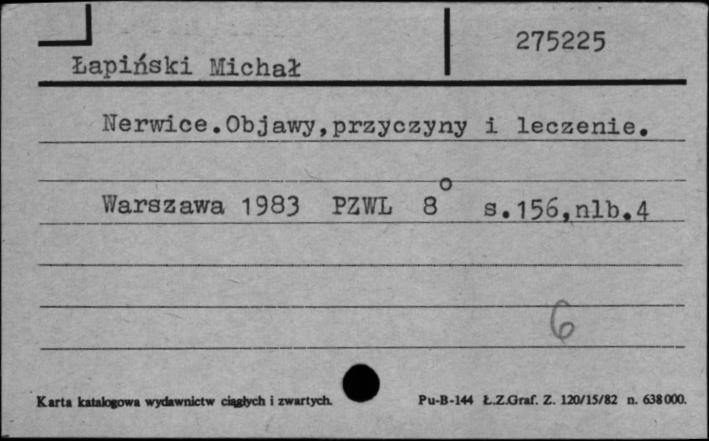 275225
Łapiński Michał
Nerwice.Objawy,przyczyny i leczenie.
Warszawa 1983 PZWL 8° s.156,nlb.4
6
Karta katalogowa wydawnictw ciągłych i zwartych.
Pu-B-144 Ł.Z.Graf. Z. 120/15/82 n. 638000.